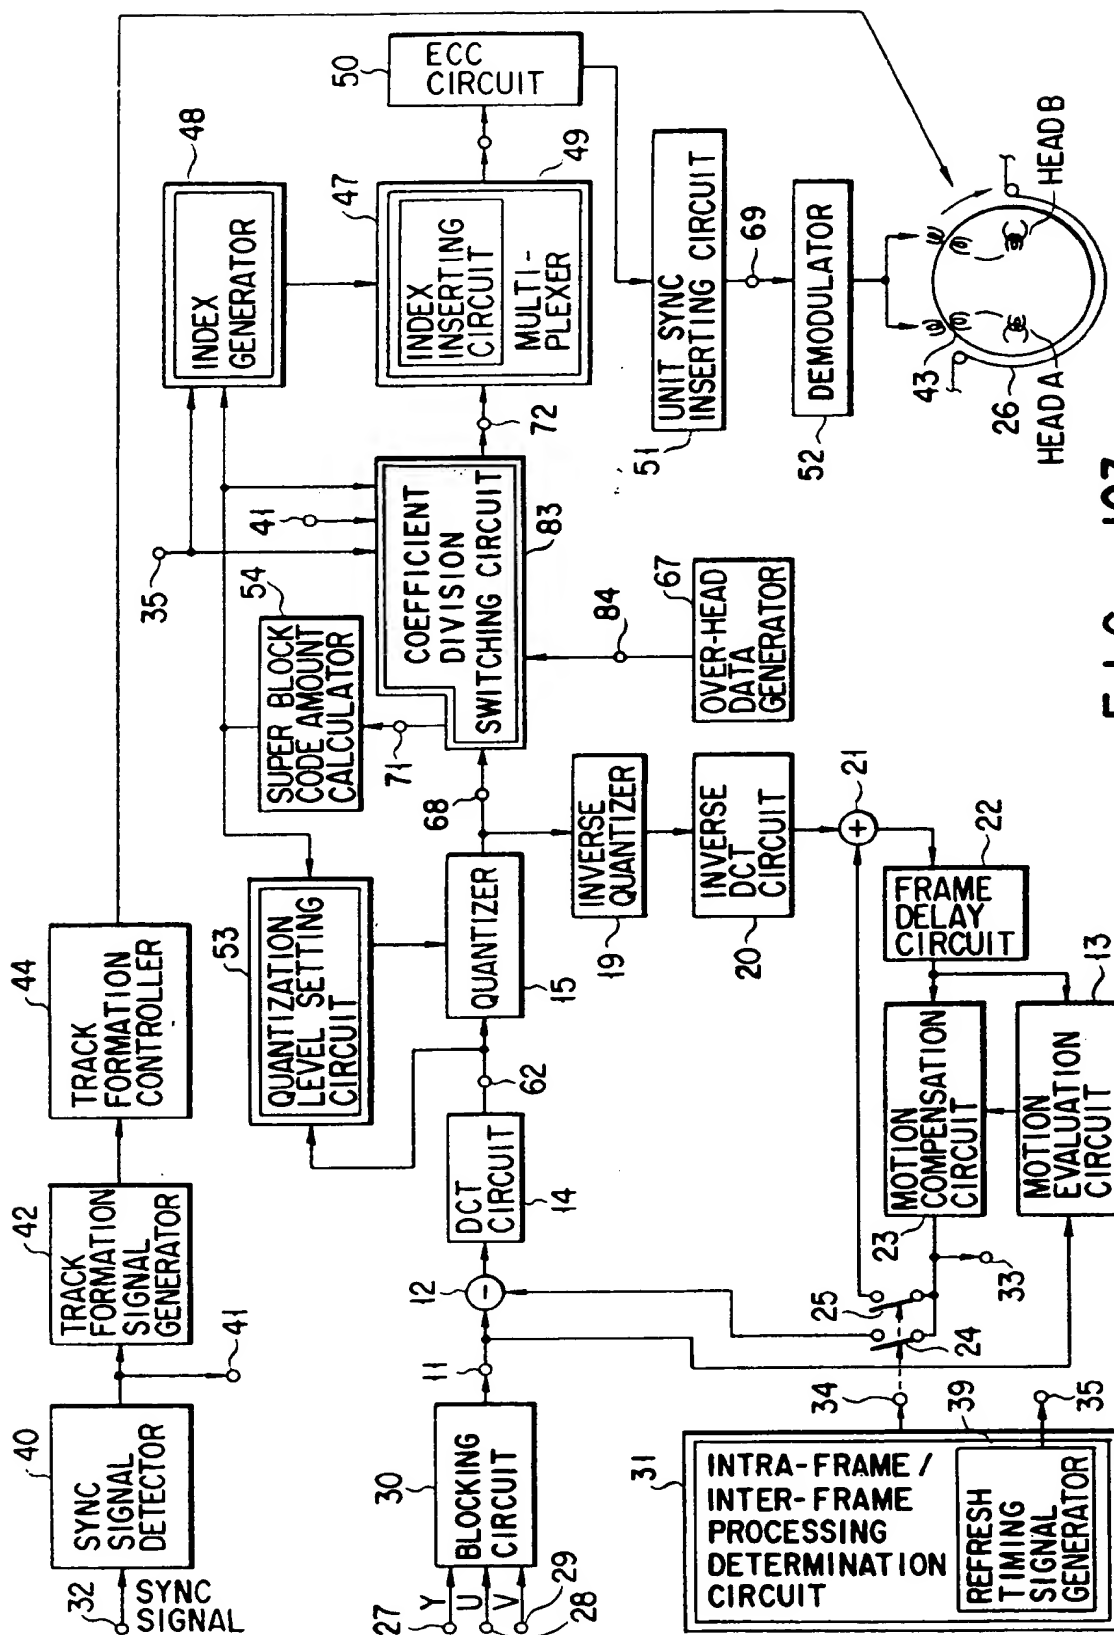 32
SYNC
SIGNAL
40
SYNC
SIGNAL
DETECTOR
41
42
TRACK
FORMATION
SIGNAL
GENERATOR
44
TRACK
FORMATION
CONTROLLER
27
Y
U
V
28
29
30
BLOCKING
CIRCUIT
11
12
-
DCT
CIRCUIT
14
62
53
QUANTIZATION
LEVEL SETTING
CIRCUIT
QUANTIZER
15
68
54
SUPER BLOCK
CODE AMOUNT
CALCULATOR
71
35
41
COEFFICIENT
DIVISION
SWITCHING CIRCUIT
83
72
48
INDEX
GENERATOR
47
INDEX
INSERTING
CIRCUIT
MULTI-
PLEXER
49
50
ECC
CIRCUIT
84
67
OVER-HEAD
DATA
GENERATOR
51
UNIT SYNC
INSERTING CIRCUIT
69
52
DEMODULATOR
43
26
HEAD A
HEAD B
INVERSE
QUANTIZER
19
INVERSE
DCT
CIRCUIT
20
21
+
22
FRAME
DELAY
CIRCUIT
MOTION
COMPENSATION
CIRCUIT
23
MOTION
EVALUATION
CIRCUIT
13
33
25
24
34
31
INTRA-FRAME /
INTER-FRAME
PROCESSING
DETERMINATION
CIRCUIT
39
REFRESH
TIMING
SIGNAL
GENERATOR
35